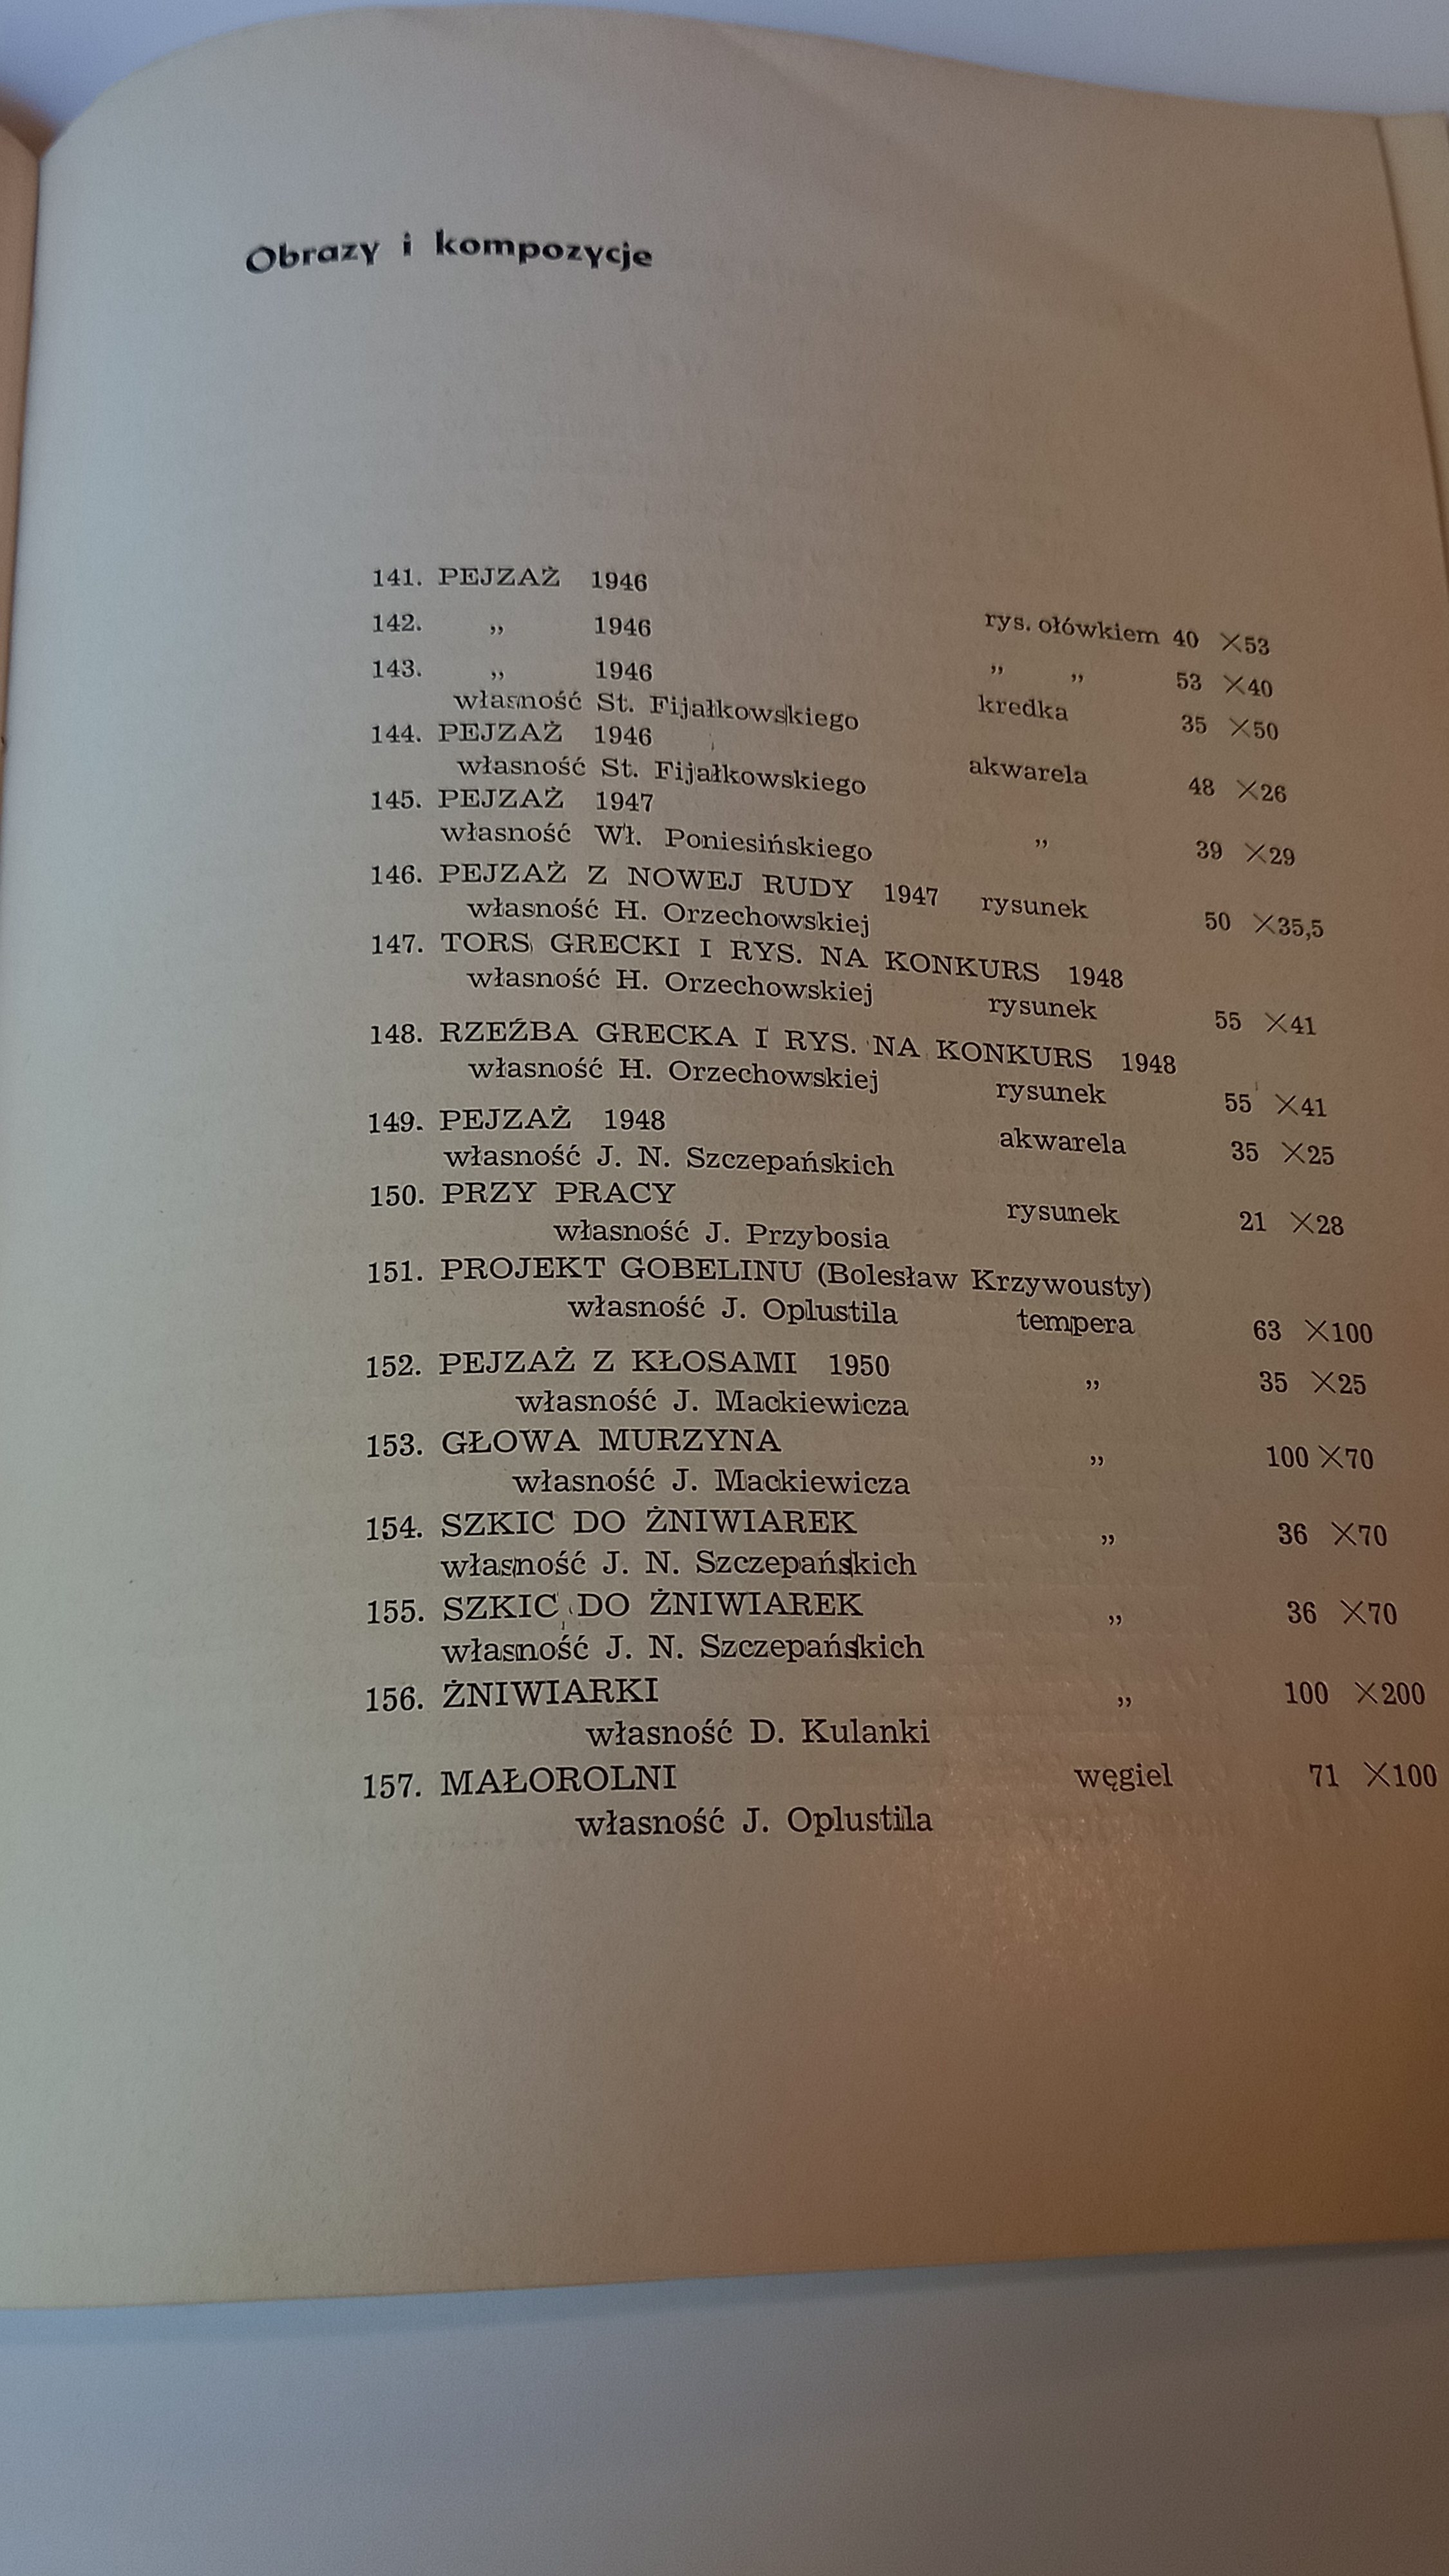 Obrazy i kompozycje
141. PEJZAŻ 1946 rys. ołówkiem 40 ×53
142. „ 1946 „ „ 53 ×40
143. „ 1946 kredka 35 ×50
własność St. Fijałkowskiego
144. PEJZAŻ 1946 akwarela 48 ×26
własność St. Fijałkowskiego
145. PEJZAŻ 1947 „ 39 ×29
własność Wł. Poniesińskiego
146. PEJZAŻ Z NOWEJ RUDY 1947 rysunek 50 ×35,5
własność H. Orzechowskiej
147. TORS GRECKI I RYS. NA KONKURS 1948
własność H. Orzechowskiej rysunek 55 ×41
148. RZEŹBA GRECKA I RYS. NA KONKURS 1948
własność H. Orzechowskiej rysunek 55 ×41
149. PEJZAŻ 1948 akwarela 35 ×25
własność J. N. Szczepańskich
150. PRZY PRACY rysunek 21 ×28
własność J. Przybosia
151. PROJEKT GOBELINU (Bolesław Krzywousty)
własność J. Oplustila tempera 63 ×100
152. PEJZAŻ Z KŁOSAMI 1950 „ 35 ×25
własność J. Mackiewicza
153. GŁOWA MURZYNA „ 100 ×70
własność J. Mackiewicza
154. SZKIC DO ŻNIWIAREK „ 36 ×70
własność J. N. Szczepańskich
155. SZKIC DO ŻNIWIAREK „ 36 ×70
własność J. N. Szczepańskich
156. ŻNIWIARKI „ 100 ×200
własność D. Kulanki
157. MAŁOROLNI węgiel 71 ×100
własność J. Oplustila